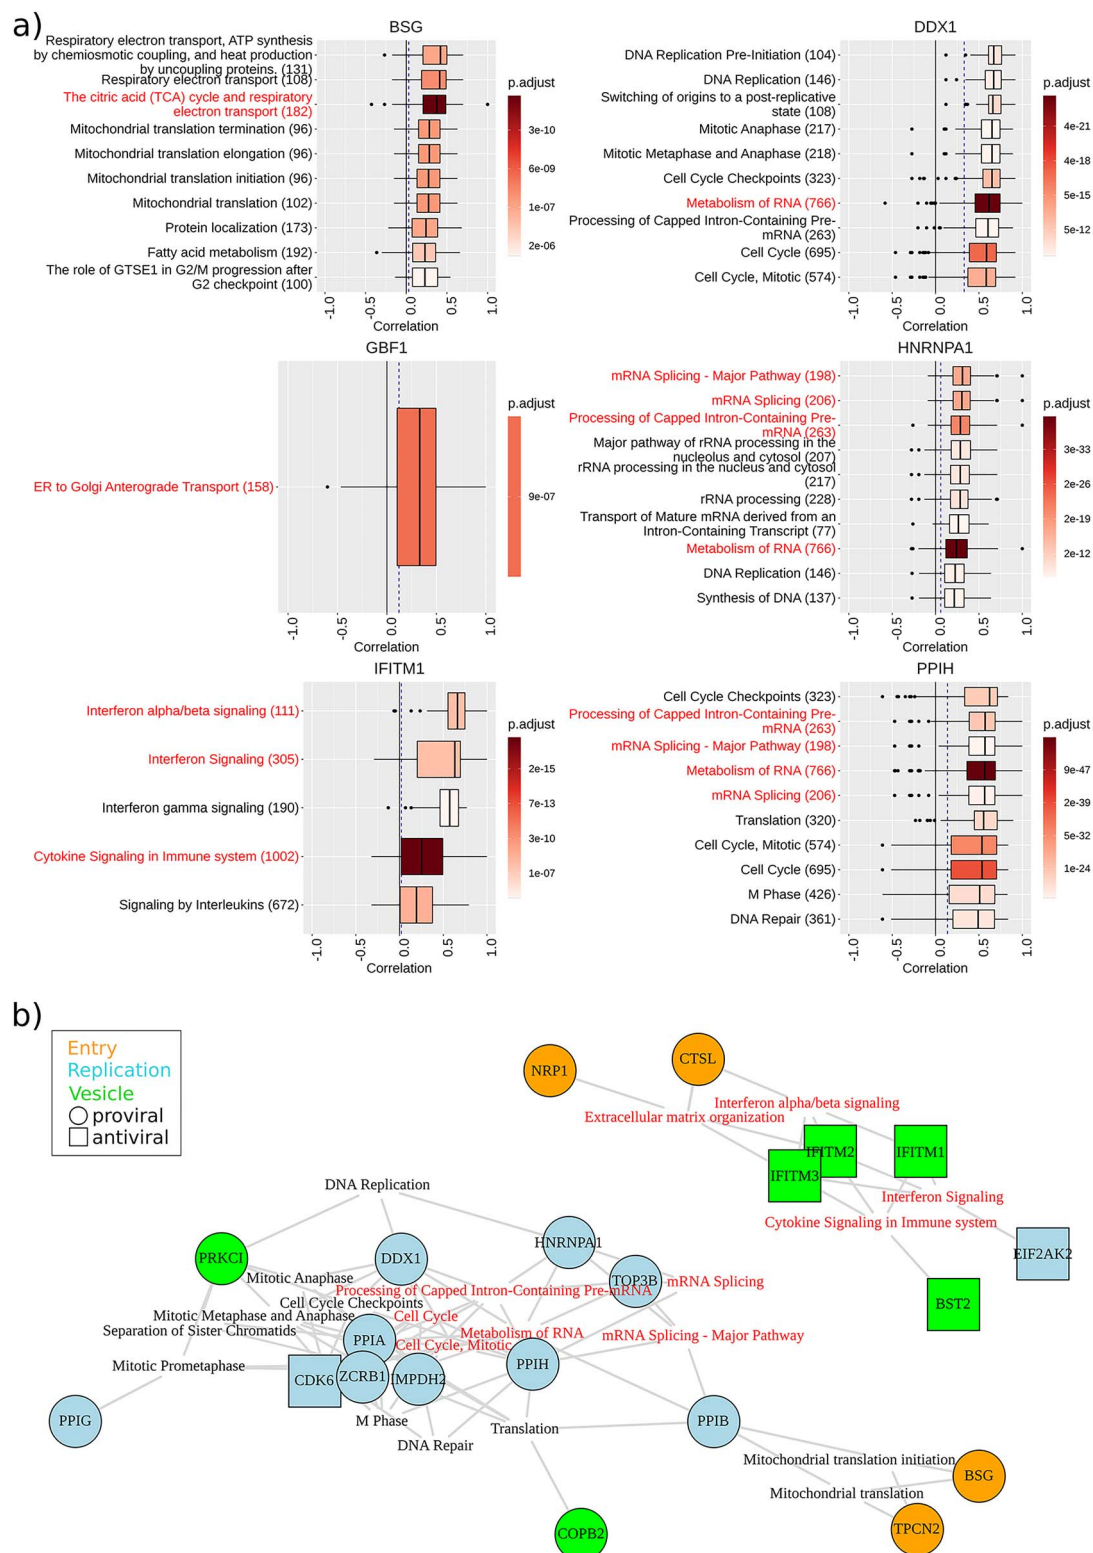 a)
BSG
Respiratory electron transport, ATP synthesis
by chemiosmotic coupling, and heat production
by uncoupling proteins. (131)
Respiratory electron transport (108)
The citric acid (TCA) cycle and respiratory
electron transport (182)
Mitochondrial translation termination (96)
Mitochondrial translation elongation (96)
Mitochondrial translation initiation (96)
Mitochondrial translation (102)
Protein localization (173)
Fatty acid metabolism (192)
The role of GTSE1 in G2/M progression after
G2 checkpoint (100)
-1.0
-0.5
0.0
0.5
1.0
Correlation
p.adjust
3e-10
6e-09
1e-07
2e-06
DDX1
DNA Replication Pre-Initiation (104)
DNA Replication (146)
Switching of origins to a post-replicative
state (108)
Mitotic Anaphase (217)
Mitotic Metaphase and Anaphase (218)
Cell Cycle Checkpoints (323)
Metabolism of RNA (766)
Processing of Capped Intron-Containing Pre-
mRNA (263)
Cell Cycle (695)
Cell Cycle, Mitotic (574)
-1.0
-0.5
0.0
0.5
1.0
Correlation
p.adjust
4e-21
4e-18
5e-15
5e-12
GBF1
ER to Golgi Anterograde Transport (158)
-1.0
-0.5
0.0
0.5
1.0
Correlation
p.adjust
9e-07
HNRNPA1
mRNA Splicing - Major Pathway (198)
mRNA Splicing (206)
Processing of Capped Intron-Containing Pre-
mRNA (263)
Major pathway of rRNA processing in the
nucleolus and cytosol (207)
rRNA processing in the nucleus and cytosol
(217)
rRNA processing (228)
Transport of Mature mRNA derived from an
Intron-Containing Transcript (77)
Metabolism of RNA (766)
DNA Replication (146)
Synthesis of DNA (137)
-1.0
-0.5
0.0
0.5
1.0
Correlation
p.adjust
3e-33
2e-26
2e-19
2e-12
IFITM1
Interferon alpha/beta signaling (111)
Interferon Signaling (305)
Interferon gamma signaling (190)
Cytokine Signaling in Immune system (1002)
Signaling by Interleukins (672)
-1.0
-0.5
0.0
0.5
1.0
Correlation
p.adjust
2e-15
7e-13
3e-10
1e-07
PPIH
Cell Cycle Checkpoints (323)
Processing of Capped Intron-Containing Pre-
mRNA (263)
mRNA Splicing - Major Pathway (198)
Metabolism of RNA (766)
mRNA Splicing (206)
Translation (320)
Cell Cycle, Mitotic (574)
Cell Cycle (695)
M Phase (426)
DNA Repair (361)
-1.0
-0.5
0.0
0.5
1.0
Correlation
p.adjust
9e-47
2e-39
5e-32
1e-24
b)
Entry
Replication
Vesicle
proviral
antiviral
NRP1
CTSL
Interferon alpha/beta signaling
Extracellular matrix organization
IFITM2
IFITM1
IFITM3
Interferon Signaling
Cytokine Signaling in Immune system
EIF2AK2
BST2
DNA Replication
PRKCI
DDX1
HNRNPA1
TOP3B
mRNA Splicing
Mitotic Anaphase
Processing of Capped Intron-Containing Pre-mRNA
Cell Cycle Checkpoints
Mitotic Metaphase and Anaphase
Cell Cycle
Separation of Sister Chromatids
Metabolism of RNA
mRNA Splicing - Major Pathway
PPIA
Cell Cycle, Mitotic
Mitotic Prometaphase
PPIH
CDK6
ZCRB1
IMPDH2
PPIG
M Phase
Translation
PPIB
DNA Repair
Mitochondrial translation initiation
BSG
Mitochondrial translation
TPCN2
COPB2